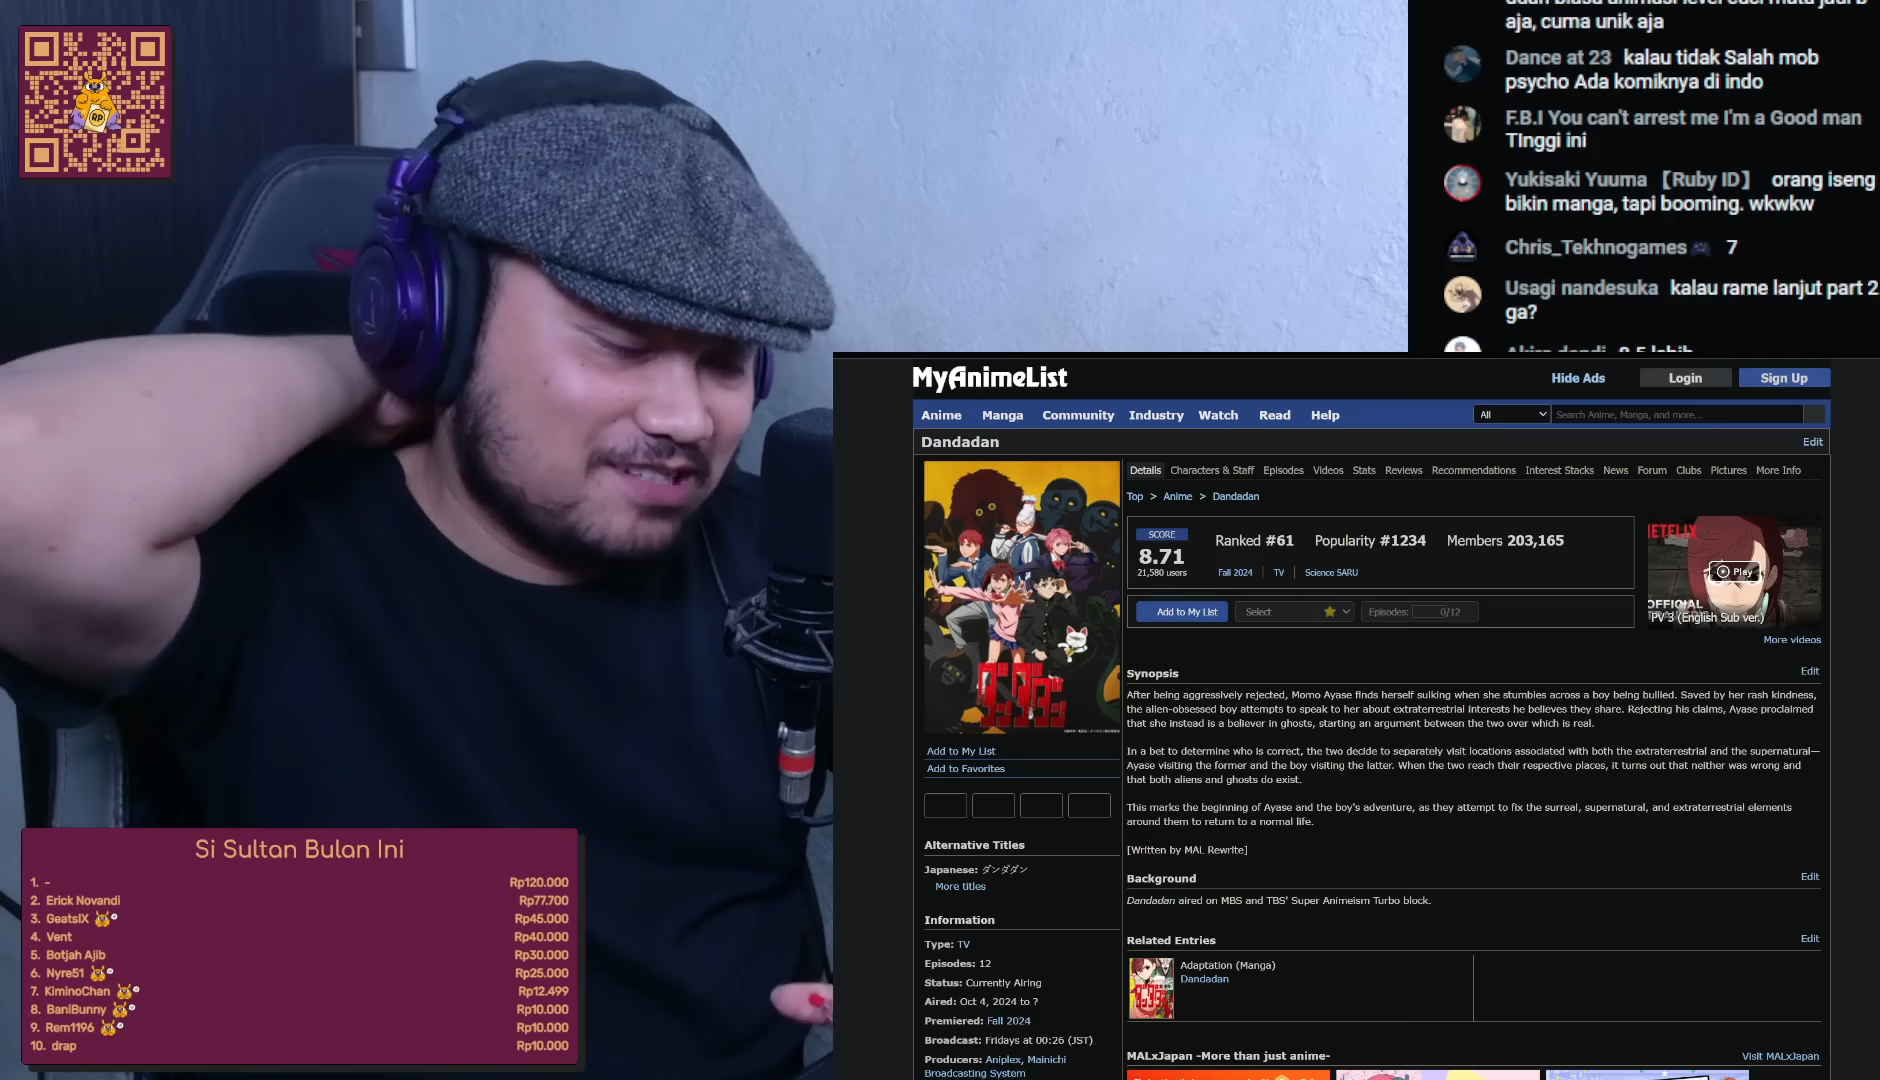 aja, cuma unik aja
Dance at 23 kalau tidak Salah mob
psycho Ada komiknya di indo
F.B.I You can't arrest me I'm a Good man
TInggi ini
Yukisaki Yuuma 【Ruby ID】 orang iseng
bikin manga, tapi booming. wkwkw
Chris_Tekhnogames 7
Usagi nandesuka kalau rame lanjut part 2
ga?
RP
MyAnimeList
Hide Ads
Login
Sign Up
Anime Manga Community Industry Watch Read Help
All
Search Anime, Manga, and more...
Dandadan
Edit
Details Characters & Staff Episodes Videos Stats Reviews Recommendations Interest Stacks News Forum Clubs Pictures More Info
Top > Anime > Dandadan
SCORE
8.71
21,580 users
Ranked #61 Popularity #1234 Members 203,165
Fall 2024 | TV | Science SARU
Add to My List
Select
Episodes: 0/12
NETFLIX
Play
OFFICIAL
PV 3 (English Sub ver.)
More videos
Synopsis
Edit
After being aggressively rejected, Momo Ayase finds herself sulking when she stumbles across a boy being bullied. Saved by her rash kindness,
the alien-obsessed boy attempts to speak to her about extraterrestrial interests he believes they share. Rejecting his claims, Ayase proclaimed
that she instead is a believer in ghosts, starting an argument between the two over which is real.
In a bet to determine who is correct, the two decide to separately visit locations associated with both the extraterrestrial and the supernatural—
Ayase visiting the former and the boy visiting the latter. When the two reach their respective places, it turns out that neither was wrong and
that both aliens and ghosts do exist.
This marks the beginning of Ayase and the boy's adventure, as they attempt to fix the surreal, supernatural, and extraterrestrial elements
around them to return to a normal life.
[Written by MAL Rewrite]
Background
Edit
Dandadan aired on MBS and TBS' Super Animeism Turbo block.
Related Entries
Edit
Adaptation (Manga)
Dandadan
MALxJapan -More than just anime-
Visit MALxJapan
ダンダダン
Add to My List
Add to Favorites
Alternative Titles
Japanese: ダンダダン
More titles
Information
Type: TV
Episodes: 12
Status: Currently Airing
Aired: Oct 4, 2024 to ?
Premiered: Fall 2024
Broadcast: Fridays at 00:26 (JST)
Producers: Aniplex, Mainichi
Broadcasting System
Si Sultan Bulan Ini
1. - Rp120.000
2. Erick Novandi Rp77.700
3. GeatsIX Rp45.000
4. Vent Rp40.000
5. Botjah Ajib Rp30.000
6. Nyre51 Rp25.000
7. KiminoChan Rp12.499
8. BaniBunny Rp10.000
9. Rem1196 Rp10.000
10. drap Rp10.000